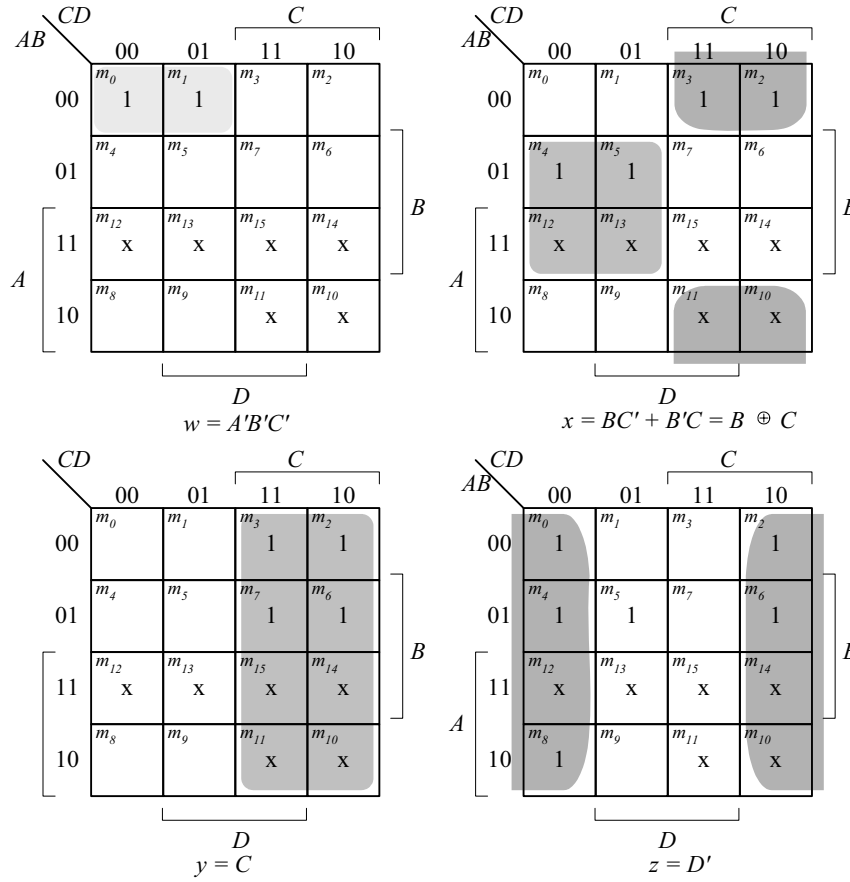 CD C
AB 00 01 11 10
m0 m1 m3 m2
00 1 1
m4 m5 m7 m6
01
B
m12 m13 m15 m14
11 x x x x
A
m8 m9 m11 m10
10 x x
D
w = A'B'C'
CD C
AB 00 01 11 10
m0 m1 m3 m2
00 1 1
m4 m5 m7 m6
01 1 1
B
m12 m13 m15 m14
11 x x x x
A
m8 m9 m11 m10
10 x x
D
x = BC' + B'C = B ⊕ C
CD C
00 01 11 10
m0 m1 m3 m2
00 1 1
m4 m5 m7 m6
01 1 1
B
m12 m13 m15 m14
11 x x x x
m8 m9 m11 m10
10 x x
D
y = C
CD C
AB 00 01 11 10
m0 m1 m3 m2
00 1 1
m4 m5 m7 m6
01 1 1 1
B
m12 m13 m15 m14
11 x x x x
A
m8 m9 m11 m10
10 1 x x
D
z = D'